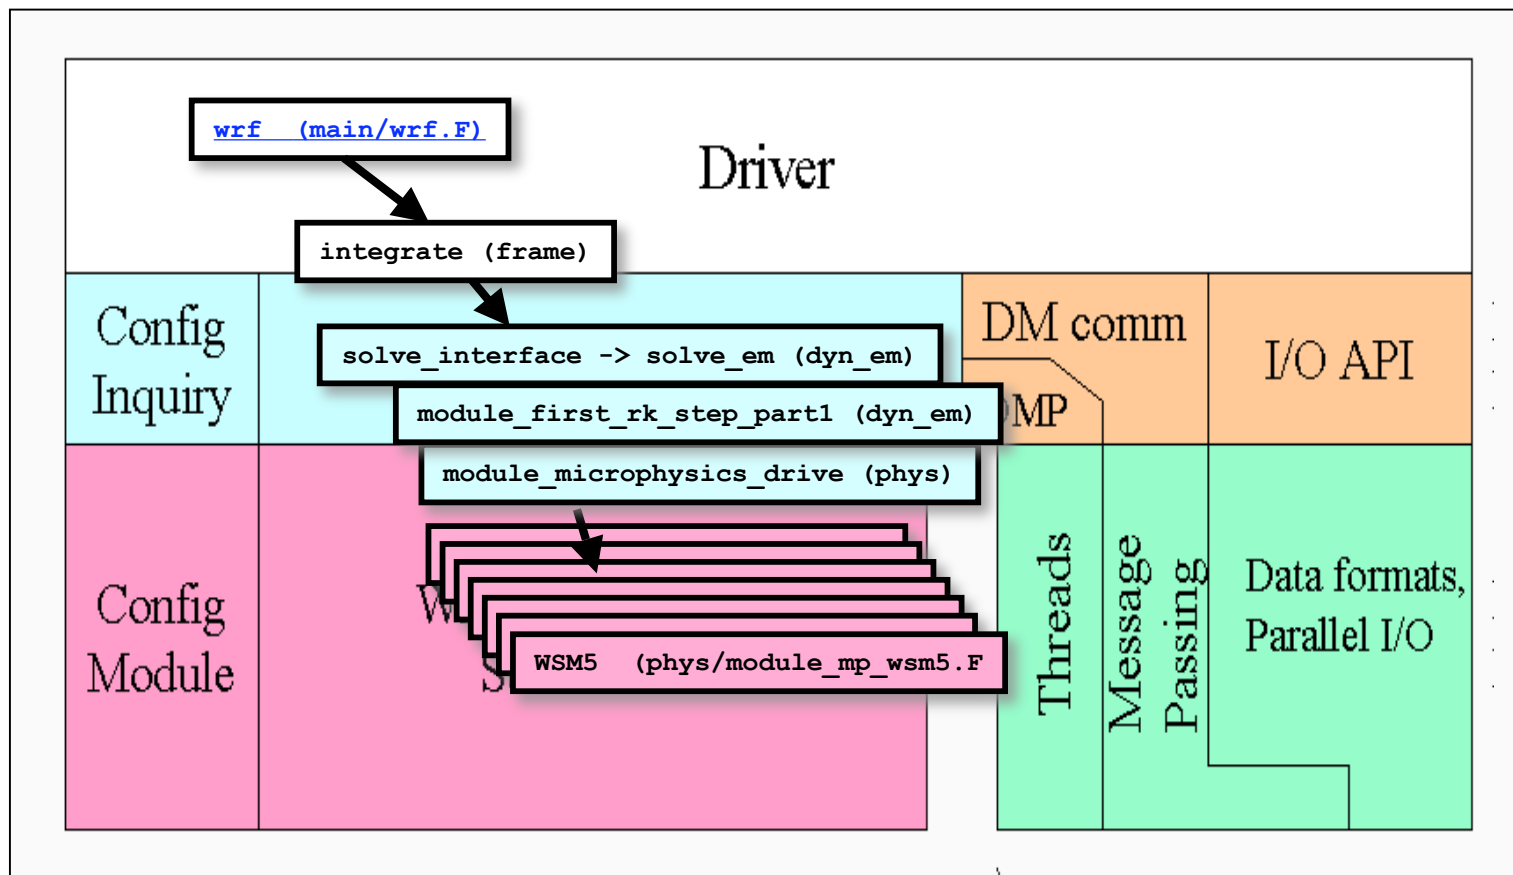 wrf  (main/wrf.F)
Driver
integrate (frame)
Config
Inquiry
solve_interface -> solve_em (dyn_em)
module_first_rk_step_part1 (dyn_em)
DM comm
MP
I/O API
module_microphysics_drive (phys)
Config
Module
WSM5  (phys/module_mp_wsm5.F
Threads
Message
Passing
Data formats,
Parallel I/O